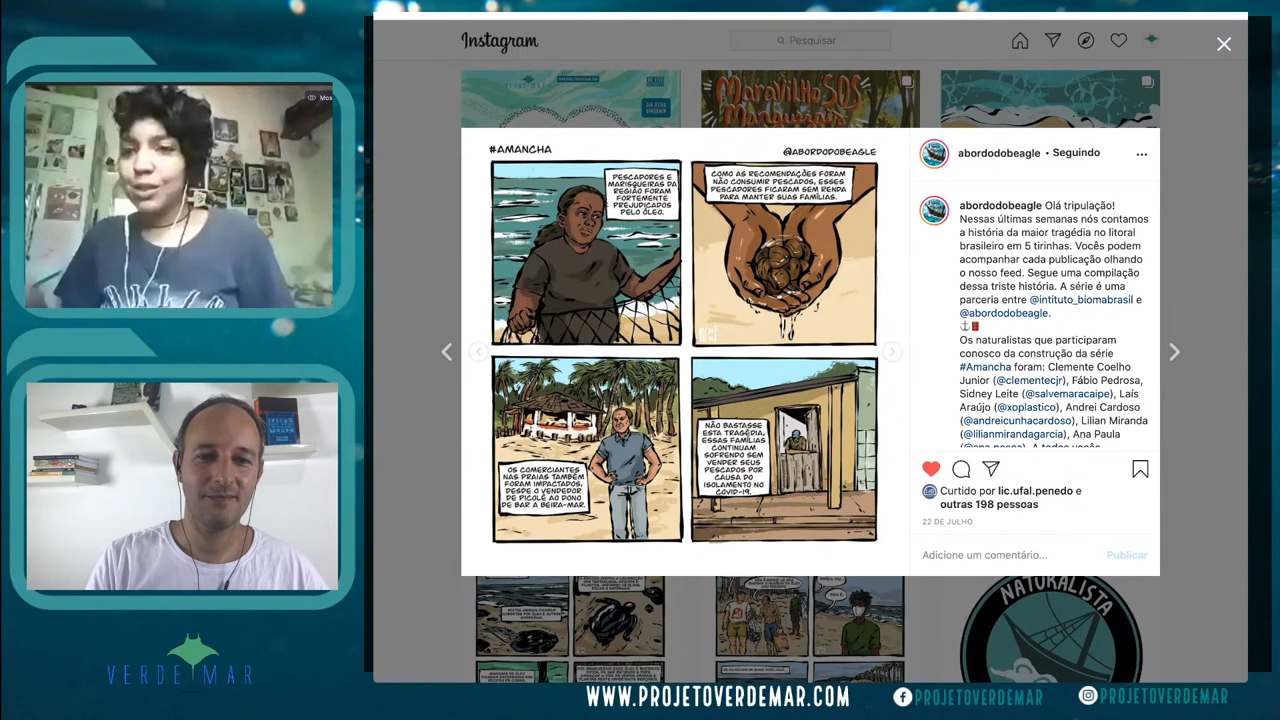 Mos
VERDE MAR
Instagram
Pesquisar
MARAVILHOSOS
#AMANCHA
@ABORDODOBEAGLE
PESCADORES E
MARISQUEIRAS DA
REGIÃO FORAM
FORTEMENTE
PREJUDICADOS
PELO ÓLEO.
COMO AS RECOMENDAÇÕES FORAM
NÃO CONSUMIR PESCADOS, ESSES
PESCADORES FICARAM SEM RENDA
PARA MANTER SUAS FAMÍLIAS.
OS COMERCIANTES
NAS PRAIAS TAMBÉM
FORAM IMPACTADOS,
DESDE O VENDEDOR
DE PICOLÉ AO DONO
DE BAR A BEIRA-MAR.
NÃO BASTASSE
ESTA TRAGÉDIA,
ESSAS FAMÍLIAS
CONTINUAM
SOFRENDO SEM
VENDER SEUS
PESCADOS POR
CAUSA DO
ISOLAMENTO NO
COVID-19.
abordodobeagle • Seguindo
abordodobeagle Olá tripulação!
Nessas últimas semanas nós contamos
a história da maior tragédia no litoral
brasileiro em 5 tirinhas. Vocês podem
acompanhar cada publicação olhando
o nosso feed. Segue uma compilação
dessa triste história. A série é uma
parceria entre @intituto_biomabrasil e
@abordodobeagle.
Os naturalistas que participaram
conosco da construção da série
#Amancha foram: Clemente Coelho
Junior (@clementecjr), Fábio Pedrosa,
Sidney Leite (@salvemaracaipe), Laís
Araújo (@xoplastico), Andrei Cardoso
(@andreicunhacardoso), Lilian Miranda
(@lilianmirandagarcia), Ana Paula
Curtido por lic.ufal.penedo e
outras 198 pessoas
22 DE JULHO
Adicione um comentário...
Publicar
NATURALISTA
WWW.PROJETOVERDEMAR.COM
PROJETOVERDEMAR
@PROJETOVERDEMAR